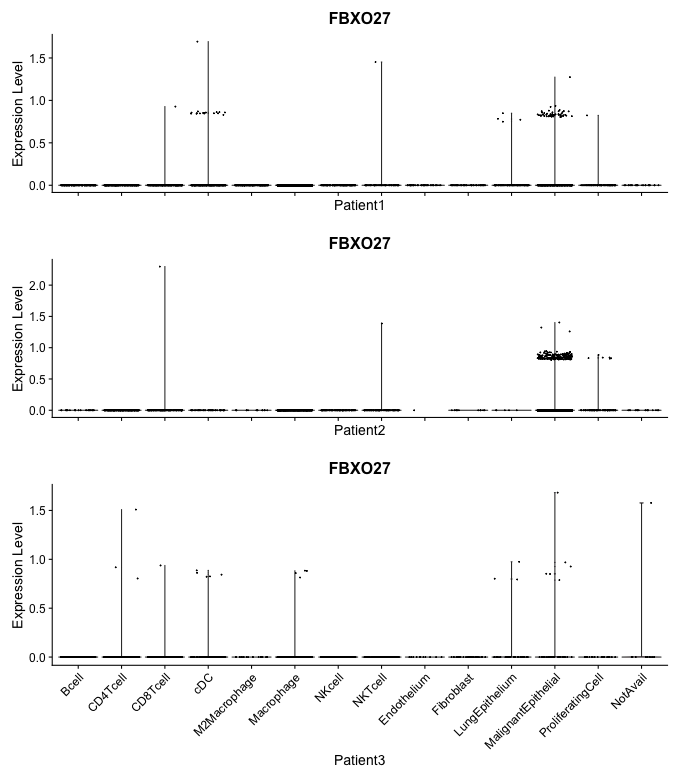 FBXO27
Expression Level
1.5
1.0
0.5
0.0
Patient1
FBXO27
Expression Level
2.0
1.5
1.0
0.5
0.0
Patient2
FBXO27
Expression Level
1.5
1.0
0.5
0.0
Bcell
CD4Tcell
CD8Tcell
cDC
M2Macrophage
Macrophage
NKcell
NKTcell
Endothelium
Fibroblast
LungEpithelium
MalignantEpithelial
ProliferatingCell
NotAvail
Patient3